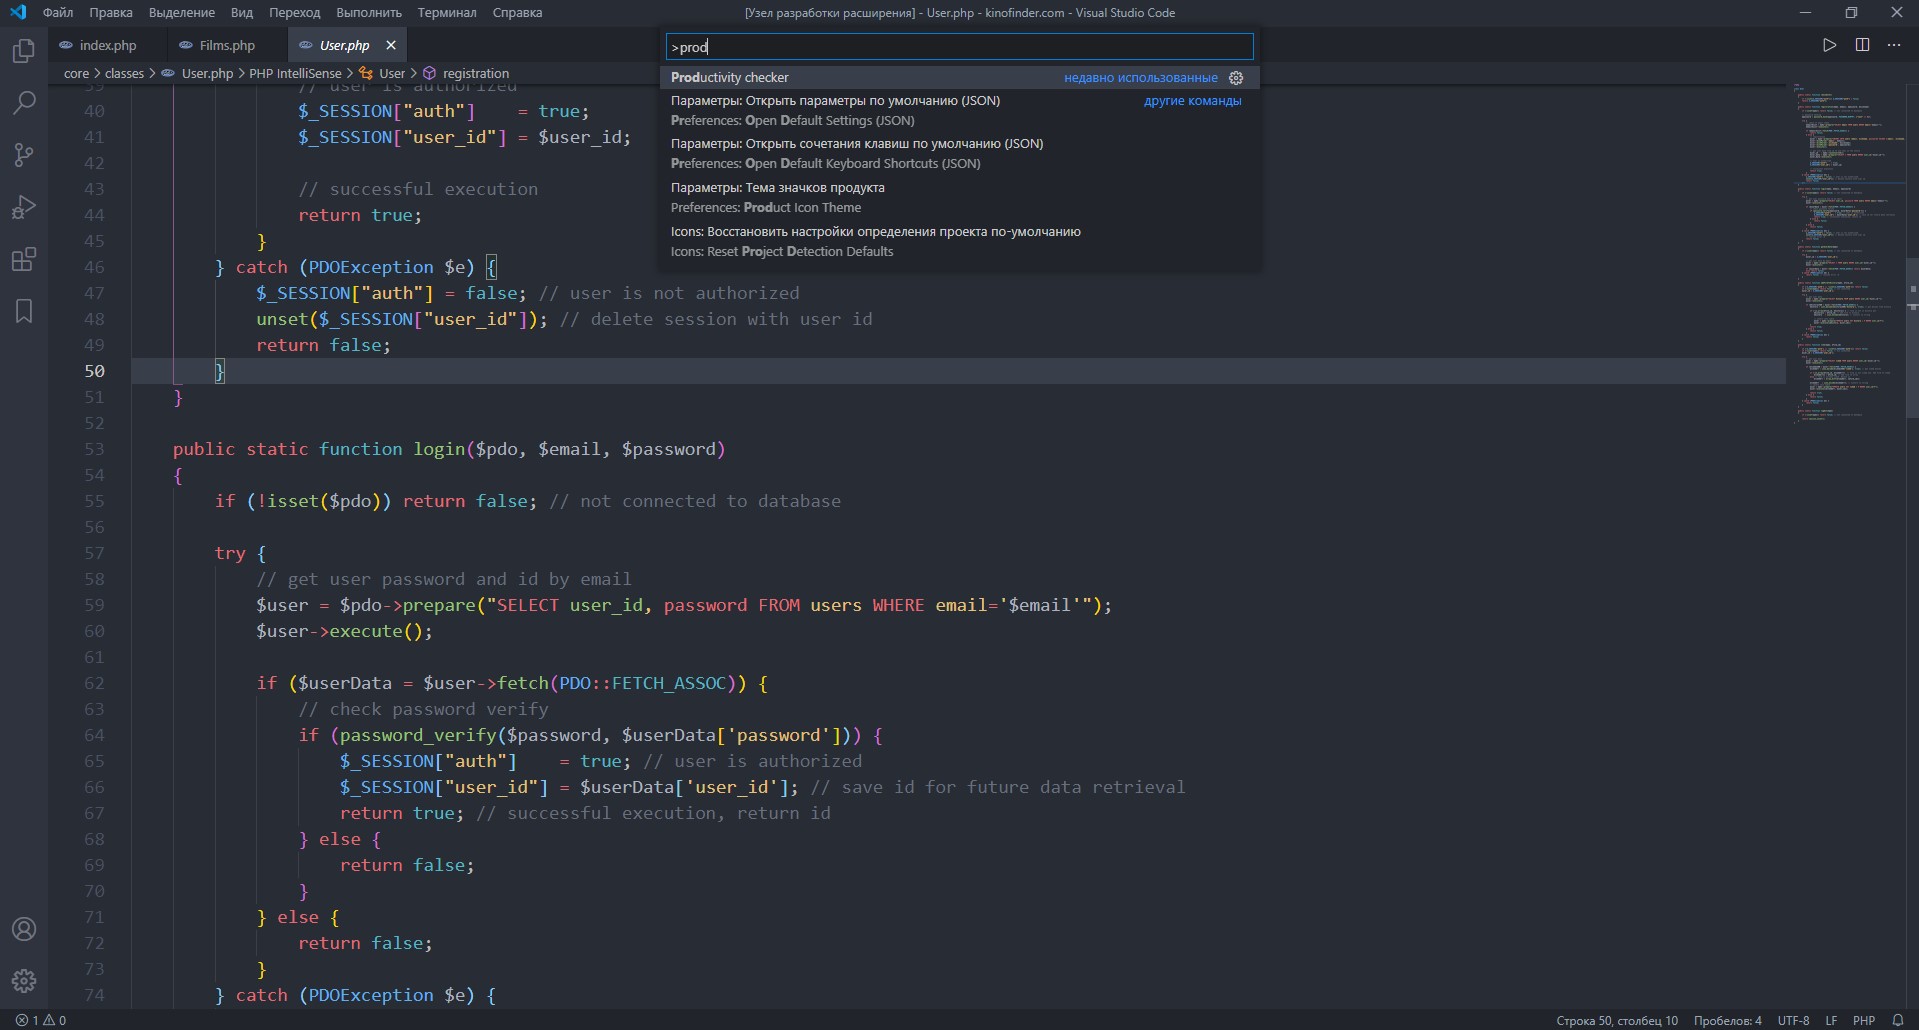 Файл Правка Выделение Вид Переход Выполнить Терминал Справка
[Узел разработки расширения] - User.php - kinofinder.com - Visual Studio Code
index.php Films.php User.php
core > classes > User.php > PHP IntelliSense > User > registration
>prod
Productivity checker недавно использованные
Параметры: Открыть параметры по умолчанию (JSON) другие команды
Preferences: Open Default Settings (JSON)
Параметры: Открыть сочетания клавиш по умолчанию (JSON)
Preferences: Open Default Keyboard Shortcuts (JSON)
Параметры: Тема значков продукта
Preferences: Product Icon Theme
Icons: Восстановить настройки определения проекта по-умолчанию
Icons: Reset Project Detection Defaults
39 // user is authorized
40 $_SESSION["auth"]    = true;
41 $_SESSION["user_id"] = $user_id;
42
43 // successful execution
44 return true;
45 }
46 } catch (PDOException $e) {
47 $_SESSION["auth"] = false; // user is not authorized
48 unset($_SESSION["user_id"]); // delete session with user id
49 return false;
50 }
51 }
52
53 public static function login($pdo, $email, $password)
54 {
55 if (!isset($pdo)) return false; // not connected to database
56
57 try {
58 // get user password and id by email
59 $user = $pdo->prepare("SELECT user_id, password FROM users WHERE email='$email'");
60 $user->execute();
61
62 if ($userData = $user->fetch(PDO::FETCH_ASSOC)) {
63 // check password verify
64 if (password_verify($password, $userData['password'])) {
65 $_SESSION["auth"]    = true; // user is authorized
66 $_SESSION["user_id"] = $userData['user_id']; // save id for future data retrieval
67 return true; // successful execution, return id
68 } else {
69 return false;
70 }
71 } else {
72 return false;
73 }
74 } catch (PDOException $e) {
1 0 Строка 50, столбец 10 Пробелов: 4 UTF-8 LF PHP